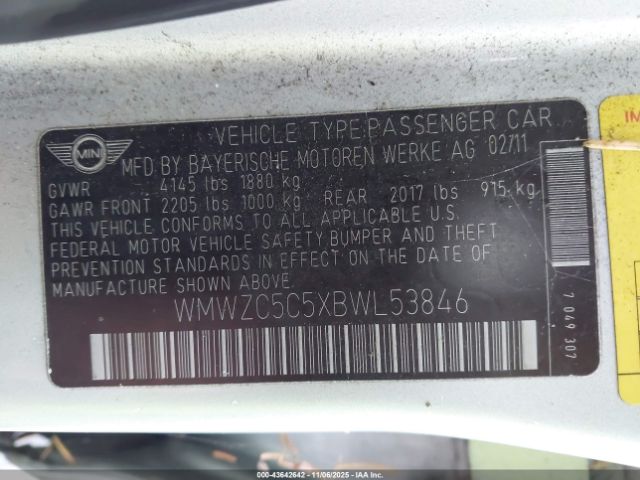 VEHICLE TYPE:PASSENGER CAR
MINI
MFD BY BAYERISCHE MOTOREN WERKE AG 02/11
GVWR 4145 lbs 1880 kg
GAWR FRONT 2205 lbs 1000 kg REAR 2017 lbs 915 kg
THIS VEHICLE CONFORMS TO ALL APPLICABLE U.S.
FEDERAL MOTOR VEHICLE SAFETY,BUMPER AND THEFT
PREVENTION STANDARDS IN EFFECT ON THE DATE OF
MANUFACTURE SHOWN ABOVE.
WMWZC5C5XBWL53846
7 049 307
IM
000-43642642 - 11/06/2025 - IAAI.COM